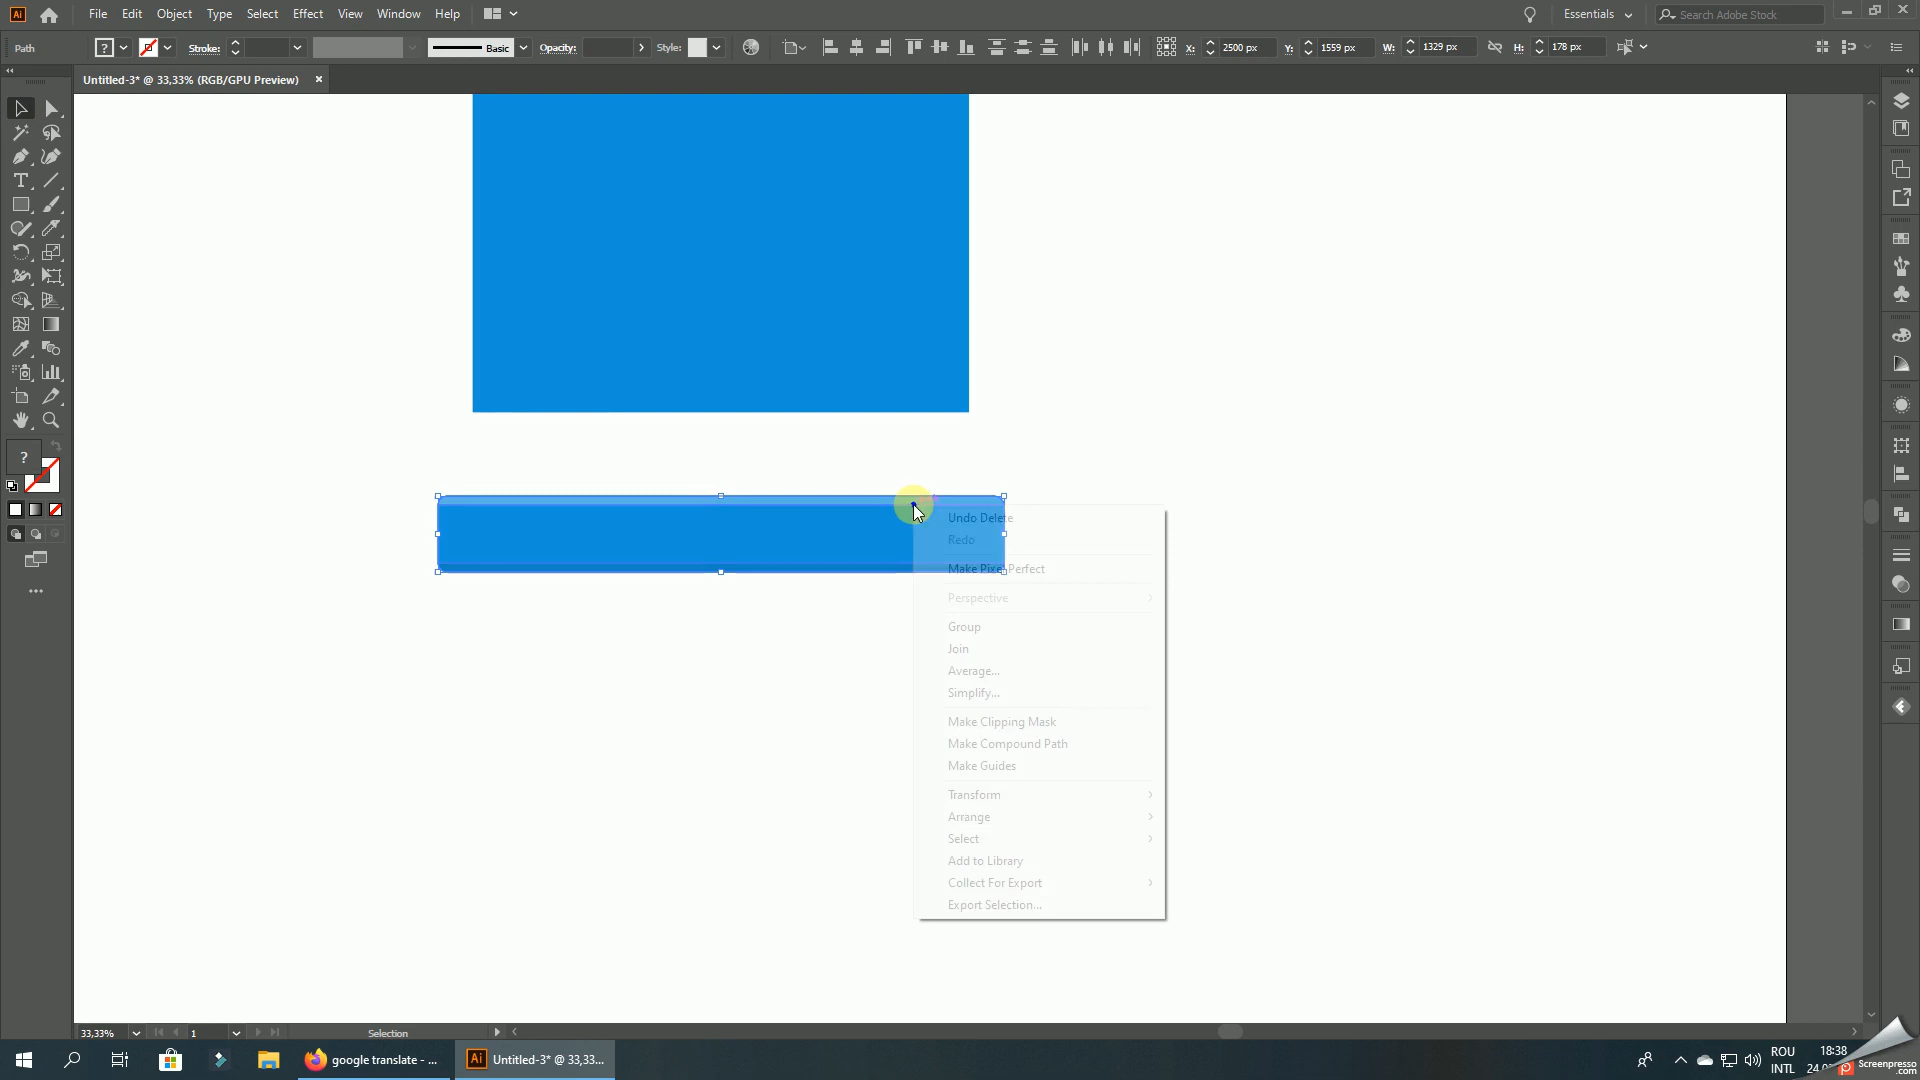 Ai File Edit Object Type Select Effect View Window Help Essentials Search Adobe Stock
Path ? Stroke: Basic Opacity: Style: X: 2500 px Y: 1559 px W: 1329 px H: 178 px
Untitled-3* @ 33,33% (RGB/GPU Preview) ×
T
?
Undo Delete
Redo
Make Pixel Perfect
Perspective
Group
Join
Average...
Simplify...
Make Clipping Mask
Make Compound Path
Make Guides
Transform
Arrange
Select
Add to Library
Collect For Export
Export Selection...
33,33% 1 Selection
google translate - ...
Ai Untitled-3* @ 33,33...
ROU
INTL
18:38
Screenpresso
.com